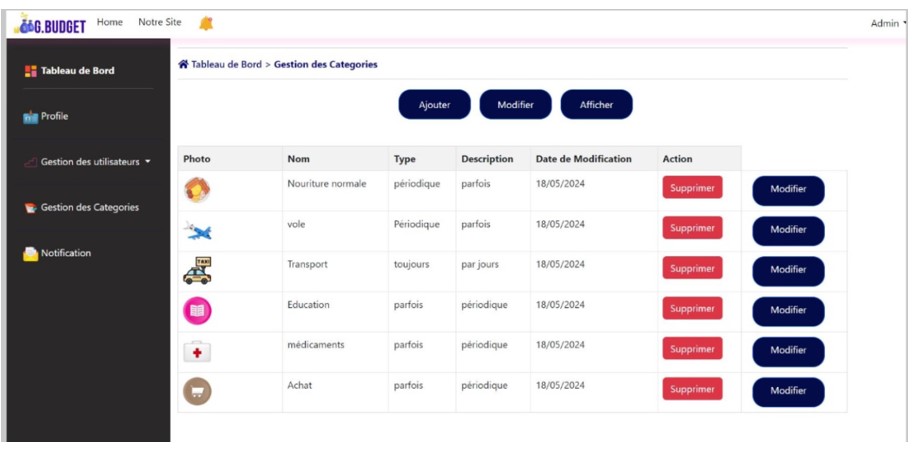 G.BUDGET Home Notre Site Admin
Tableau de Bord
Profile
Gestion des utilisateurs
Gestion des Categories
Notification
Tableau de Bord > Gestion des Categories
Ajouter Modifier Afficher
Photo Nom Type Description Date de Modification Action
Nouriture normale périodique parfois 18/05/2024 Supprimer Modifier
vole Périodique parfois 18/05/2024 Supprimer Modifier
TAXI Transport toujours par jours 18/05/2024 Supprimer Modifier
Education parfois périodique 18/05/2024 Supprimer Modifier
médicaments parfois périodique 18/05/2024 Supprimer Modifier
Achat parfois périodique 18/05/2024 Supprimer Modifier